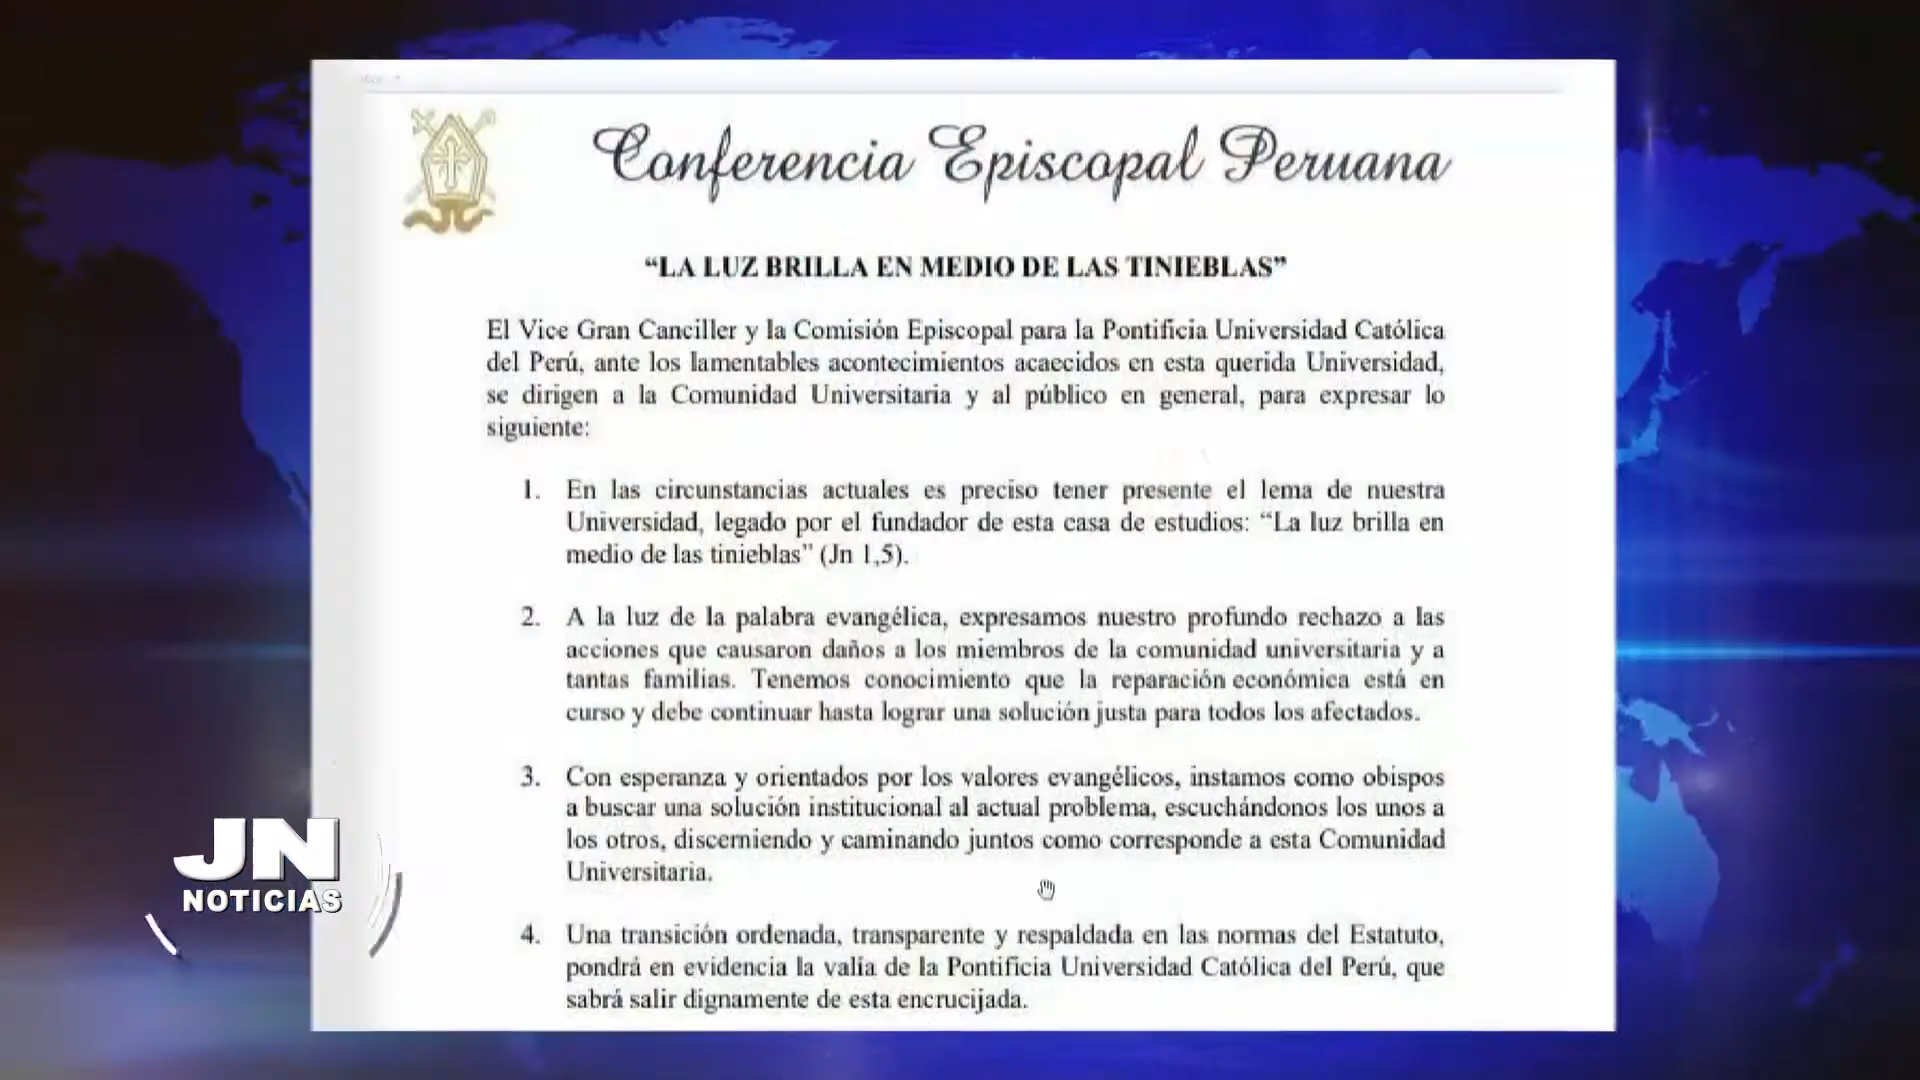 Conferencia Episcopal Peruana
“LA LUZ BRILLA EN MEDIO DE LAS TINIEBLAS”
El Vice Gran Canciller y la Comisión Episcopal para la Pontificia Universidad Católica
del Perú, ante los lamentables acontecimientos acaecidos en esta querida Universidad,
se dirigen a la Comunidad Universitaria y al público en general, para expresar lo
siguiente:
1. En las circunstancias actuales es preciso tener presente el lema de nuestra
Universidad, legado por el fundador de esta casa de estudios: “La luz brilla en
medio de las tinieblas” (Jn 1,5).
2. A la luz de la palabra evangélica, expresamos nuestro profundo rechazo a las
acciones que causaron daños a los miembros de la comunidad universitaria y a
tantas familias. Tenemos conocimiento que la reparación económica está en
curso y debe continuar hasta lograr una solución justa para todos los afectados.
3. Con esperanza y orientados por los valores evangélicos, instamos como obispos
a buscar una solución institucional al actual problema, escuchándonos los unos a
los otros, discerniendo y caminando juntos como corresponde a esta Comunidad
Universitaria.
4. Una transición ordenada, transparente y respaldada en las normas del Estatuto,
pondrá en evidencia la valía de la Pontificia Universidad Católica del Perú, que
sabrá salir dignamente de esta encrucijada.
JN
NOTICIAS